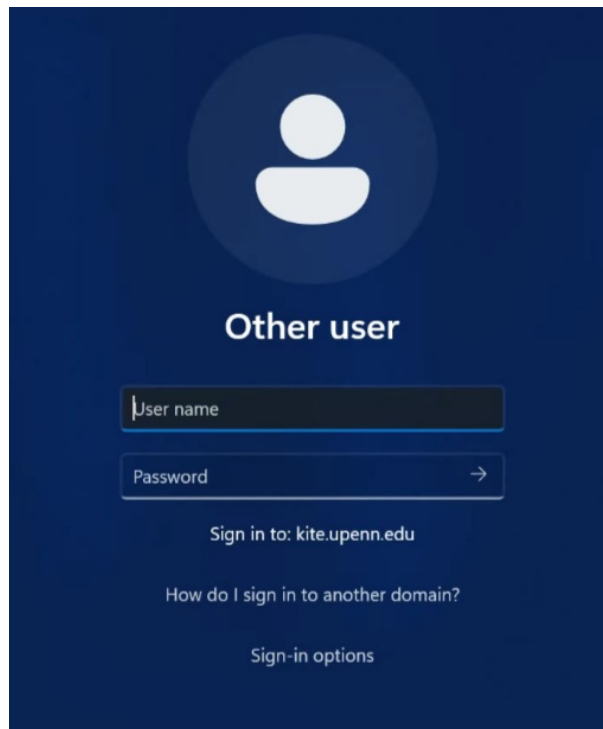 Other user
User name
Password
Sign in to: kite.upenn.edu
How do I sign in to another domain?
Sign-in options